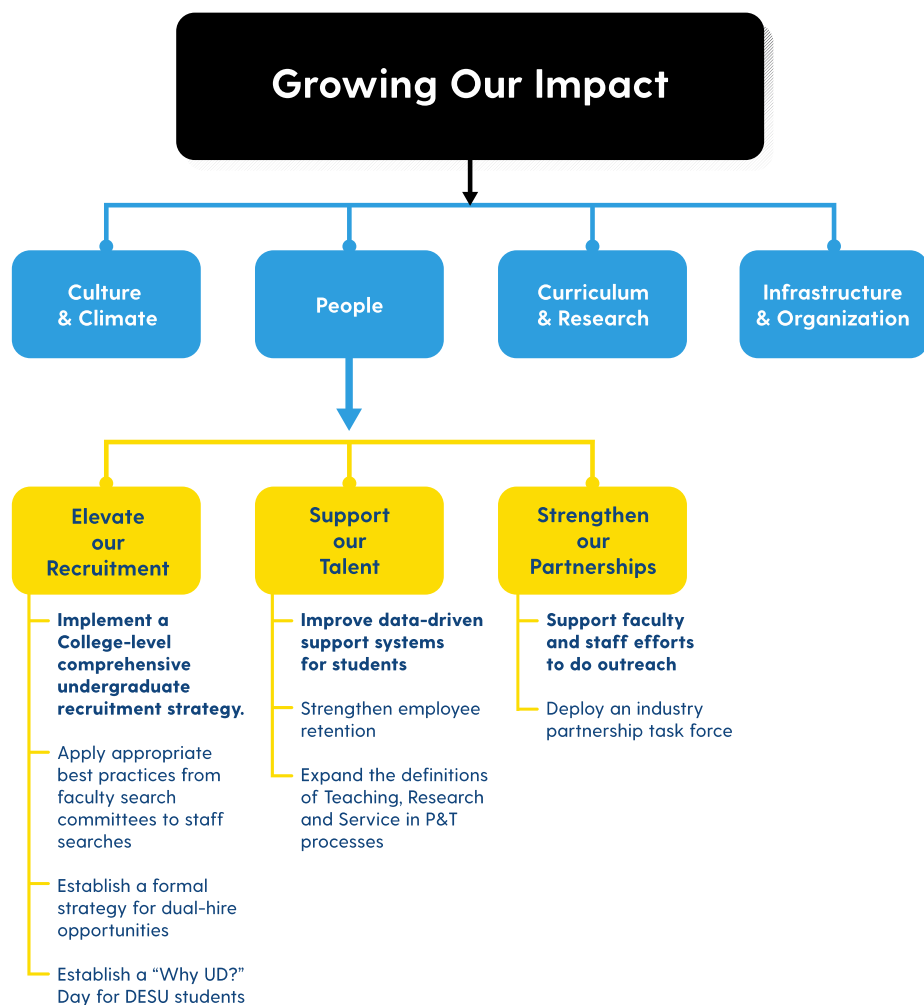 Growing Our Impact
Culture
& Climate
People
Curriculum
& Research
Infrastructure
& Organization
Elevate
our
Recruitment
Support
our
Talent
Strengthen
our
Partnerships
Implement a
College-level
comprehensive
undergraduate
recruitment strategy.
Apply appropriate
best practices from
faculty search
committees to staff
searches
Establish a formal
strategy for dual-hire
opportunities
Establish a “Why UD?”
Day for DESU students
Improve data-driven
support systems
for students
Strengthen employee
retention
Expand the definitions
of Teaching, Research
and Service in P&T
processes
Support faculty
and staff efforts
to do outreach
Deploy an industry
partnership task force